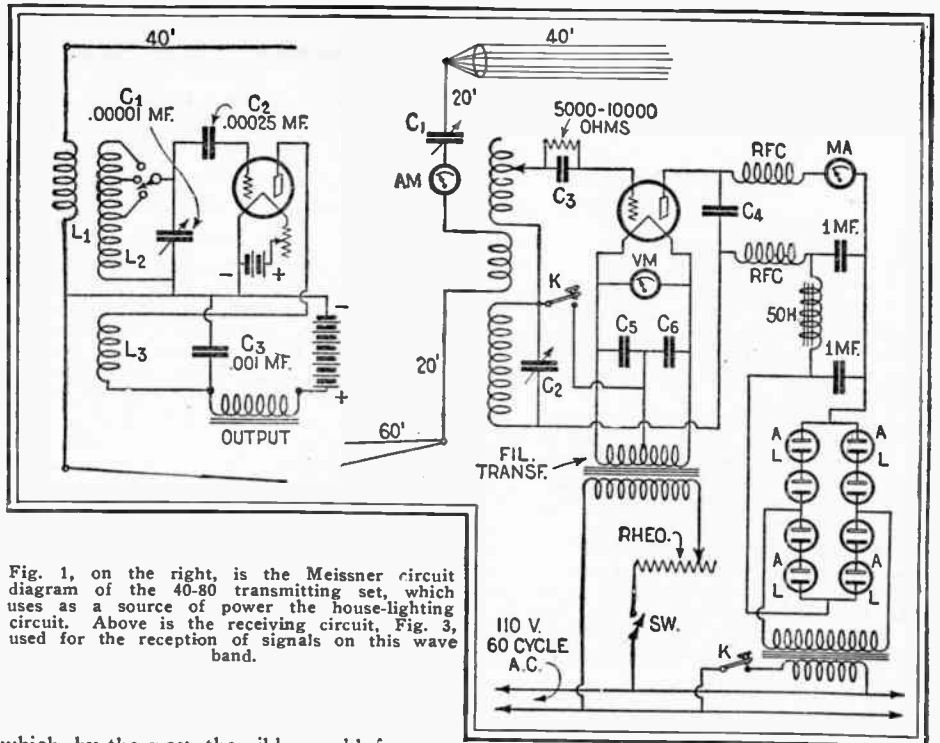 40'
C1
.00001 MF.
C2
.00025 MF.
L1
L2
-
+
L3
C3
.001 MF.
-
+
OUTPUT
40'
20'
C1
AM
5000-10000
OHMS
C3
RFC
MA
C4
1 MF.
VM
RFC
K
C5
C6
50H
1 MF.
C2
20'
60'
FIL.
TRANSF.
A
L
A
L
A
L
A
L
RHEO.
SW.
110 V.
60 CYCLE
A.C.
K
Fig. 1, on the right, is the Meissner circuit
diagram of the 40-80 transmitting set, which
uses as a source of power the house-lighting
circuit. Above is the receiving circuit, Fig. 3,
used for the reception of signals on this wave
band.